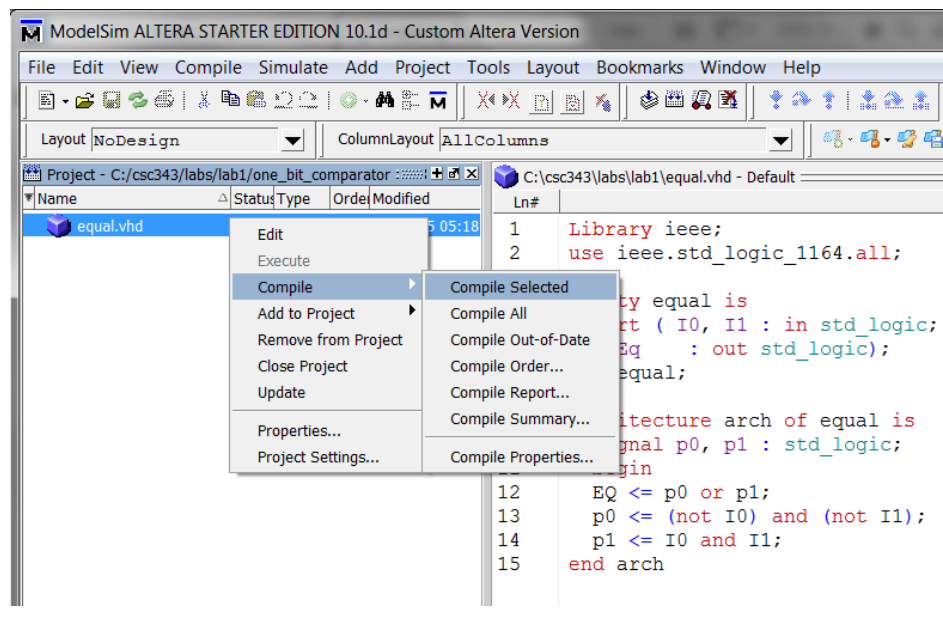 ModelSim ALTERA STARTER EDITION 10.1d - Custom Altera Version
File Edit View Compile Simulate Add Project Tools Layout Bookmarks Window Help
Layout NoDesign ColumnLayout AllColumns
Project - C:/csc343/labs/lab1/one_bit_comparator
Name Status Type Order Modified
equal.vhd 5 05:18
Edit
Execute
Compile
Add to Project
Remove from Project
Close Project
Update
Properties...
Project Settings...
Compile Selected
Compile All
Compile Out-of-Date
Compile Order...
Compile Report...
Compile Summary...
Compile Properties...
C:\csc343\labs\lab1\equal.vhd - Default
Ln#
1 Library ieee;
2 use ieee.std_logic_1164.all;
ty equal is
rt ( I0, I1 : in std_logic;
Eq : out std_logic);
equal;
itecture arch of equal is
gnal p0, p1 : std_logic;
gin
12 EQ <= p0 or p1;
13 p0 <= (not I0) and (not I1);
14 p1 <= I0 and I1;
15 end arch